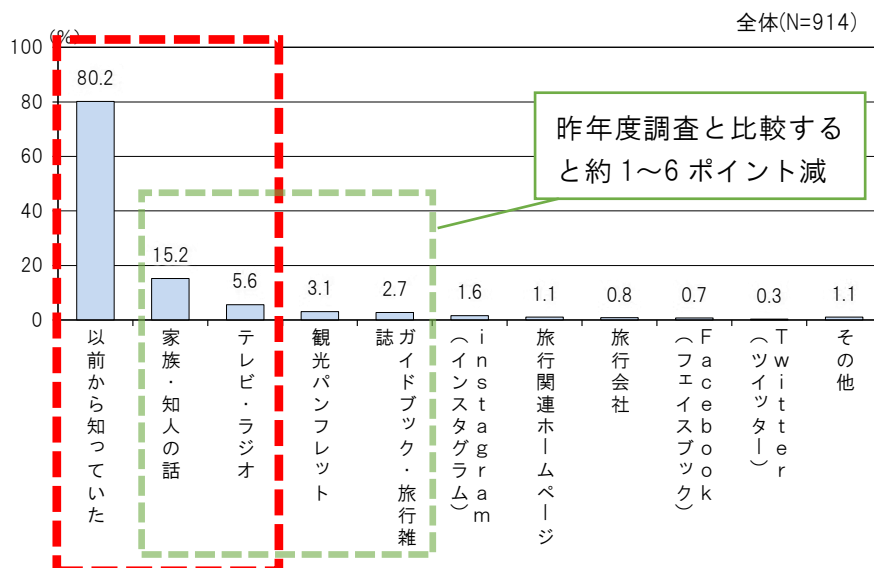 全体(N=914)
(%)
100
80
60
40
20
0
80.2
15.2
5.6
3.1
2.7
1.6
1.1
0.8
0.7
0.3
1.1
昨年度調査と比較する
と約1～6ポイント減
以前から知っていた
家族・知人の話
テレビ・ラジオ
観光パンフレット
ガイドブック・旅行雑
誌
instagram
（インスタグラム）
旅行関連ホームページ
旅行会社
Facebook
（フェイスブック）
Twitter
（ツイッター）
その他